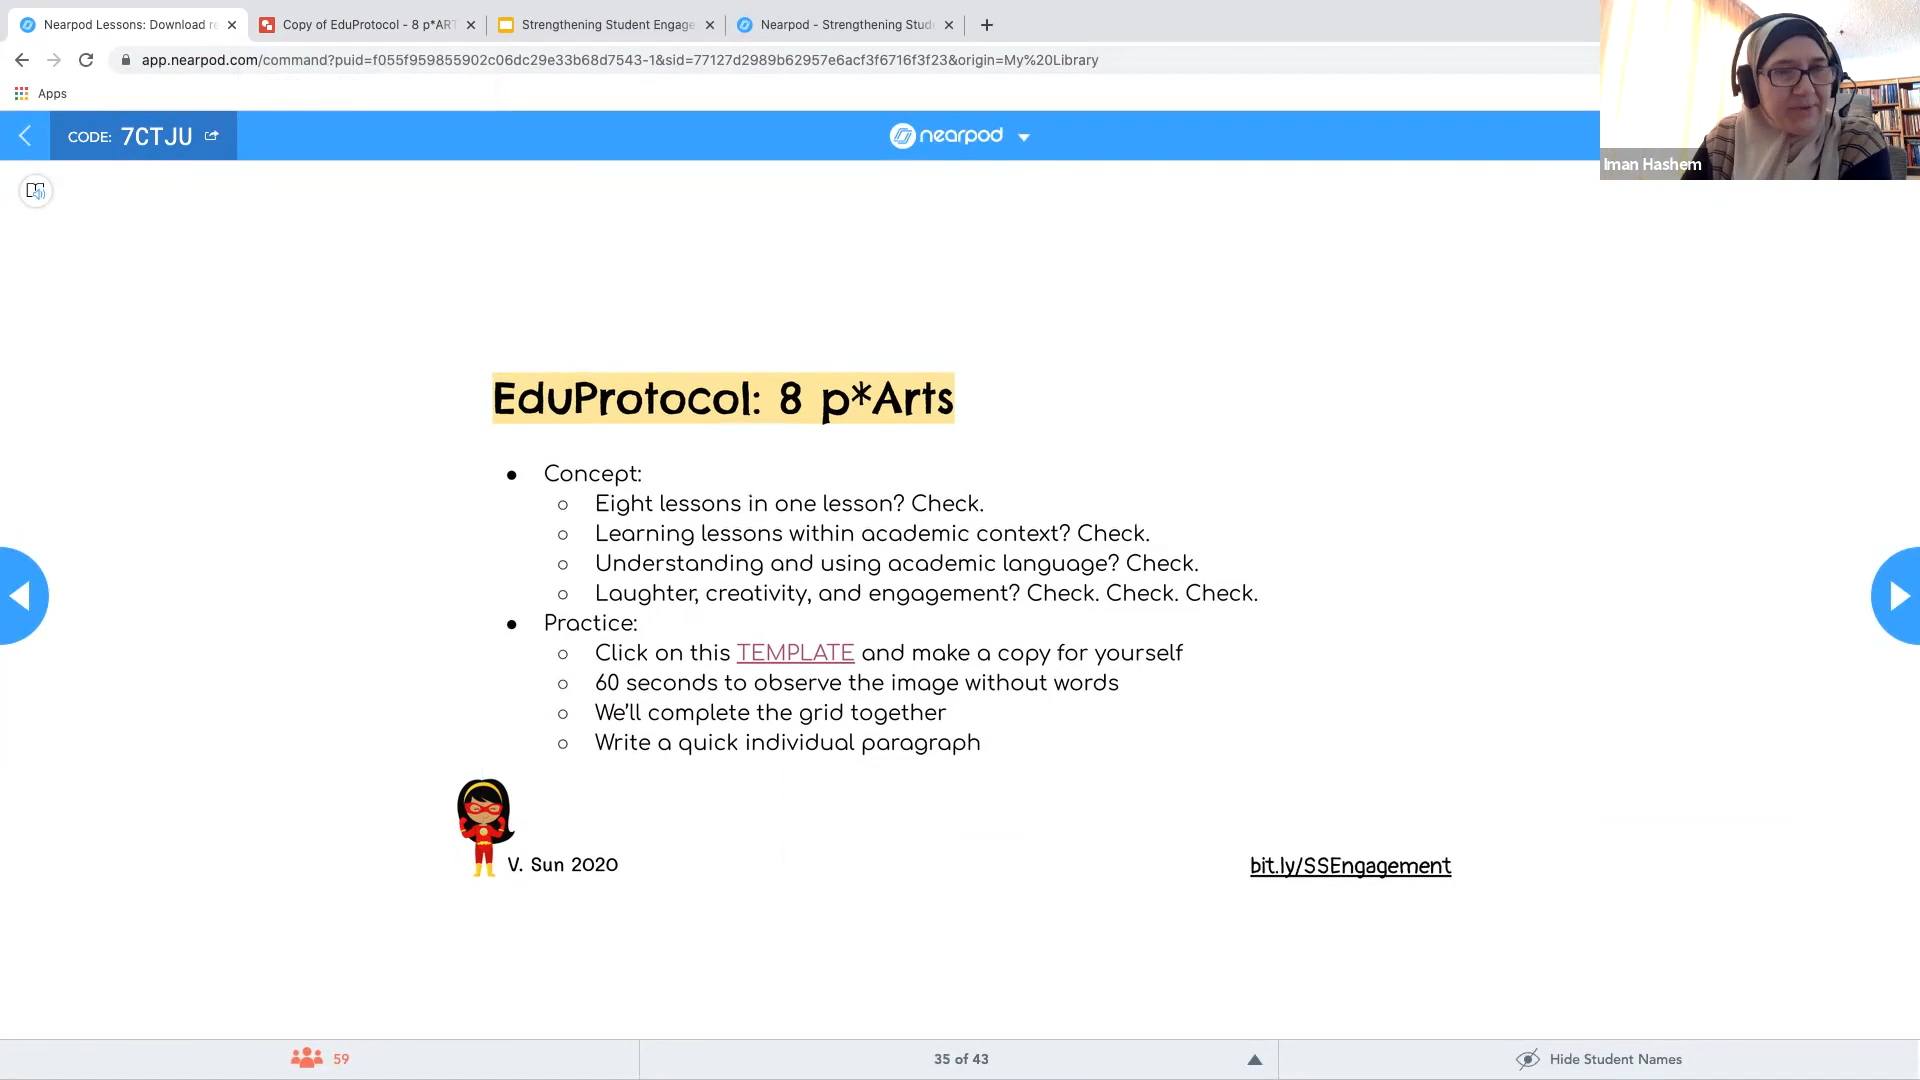 Nearpod Lessons: Download re
Copy of EduProtocol - 8 p*ART
Strengthening Student Engage
Nearpod - Strengthening Stud
app.nearpod.com/command?puid=f055f959855902c06dc29e33b68d7543-1&sid=77127d2989b62957e6acf3f6716f3f23&origin=My%20Library
Apps
CODE: 7CTJU
nearpod
Iman Hashem
EduProtocol: 8 p*Arts
● Concept:
○ Eight lessons in one lesson? Check.
○ Learning lessons within academic context? Check.
○ Understanding and using academic language? Check.
○ Laughter, creativity, and engagement? Check. Check. Check.
● Practice:
○ Click on this TEMPLATE and make a copy for yourself
○ 60 seconds to observe the image without words
○ We'll complete the grid together
○ Write a quick individual paragraph
V. Sun 2020
bit.ly/SSEngagement
59
35 of 43
Hide Student Names